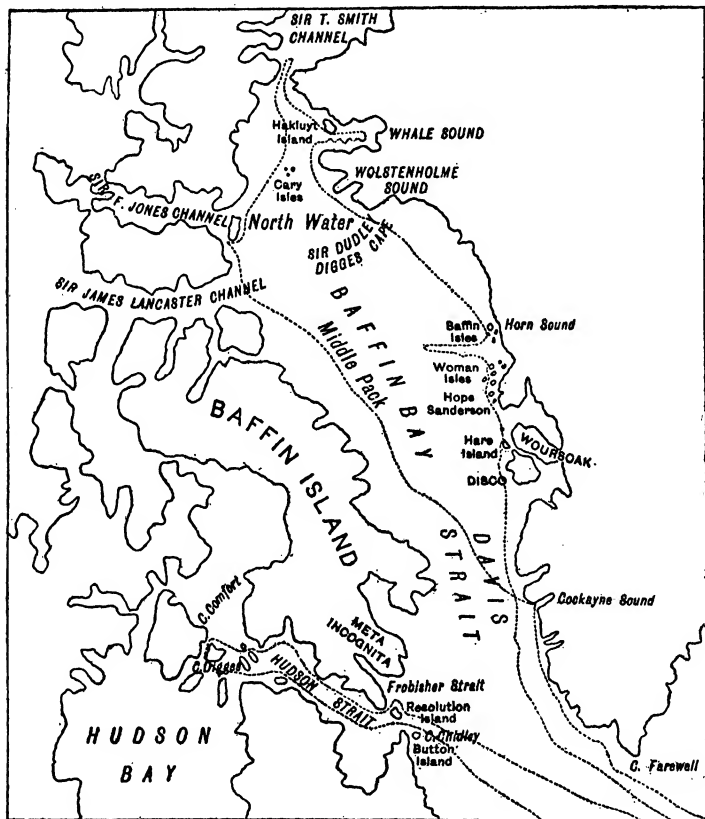 SIR T. SMITH
CHANNEL
Hakluyt
Island
WHALE SOUND
Cary
Isles
WOLSTENHOLME
SOUND
SIR F. JONES CHANNEL
North Water
SIR DUDLEY
DIGGES CAPE
SIR JAMES LANCASTER CHANNEL
BAFFIN BAY
Middle Pack
Baffin
Isles
Horn Sound
Woman
Isles
Hope
Sanderson
BAFFIN ISLAND
Hare
Island
WOURSOAK
DISCO
DAVIS
STRAIT
Cockayne Sound
C. Comfort
META
INCOGNITA
C. Digges
HUDSON
STRAIT
Frobisher Strait
Resolution
Island
C. Chidley
Button
Island
HUDSON
BAY
C. Farewell